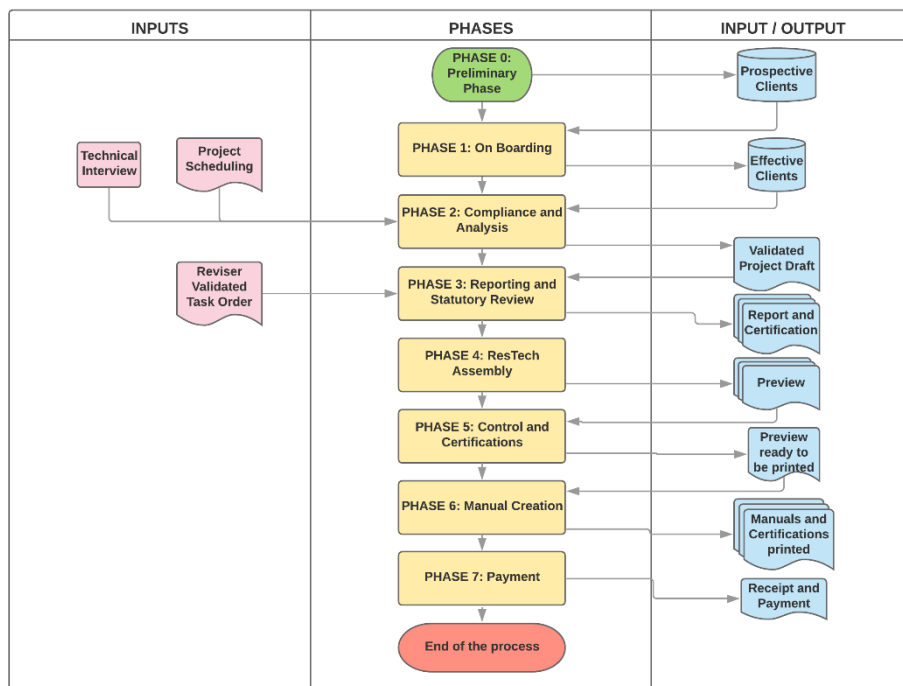 INPUTS
PHASES
INPUT / OUTPUT
PHASE 0:
Preliminary
Phase
Prospective
Clients
PHASE 1: On Boarding
Technical
Interview
Project
Scheduling
Effective
Clients
PHASE 2: Compliance and
Analysis
Validated
Project Draft
Reviser
Validated
Task Order
PHASE 3: Reporting and
Statutory Review
Report and
Certification
PHASE 4: ResTech
Assembly
Preview
PHASE 5: Control and
Certifications
Preview
ready to
be printed
PHASE 6: Manual Creation
Manuals and
Certifications
printed
PHASE 7: Payment
Receipt and
Payment
End of the process